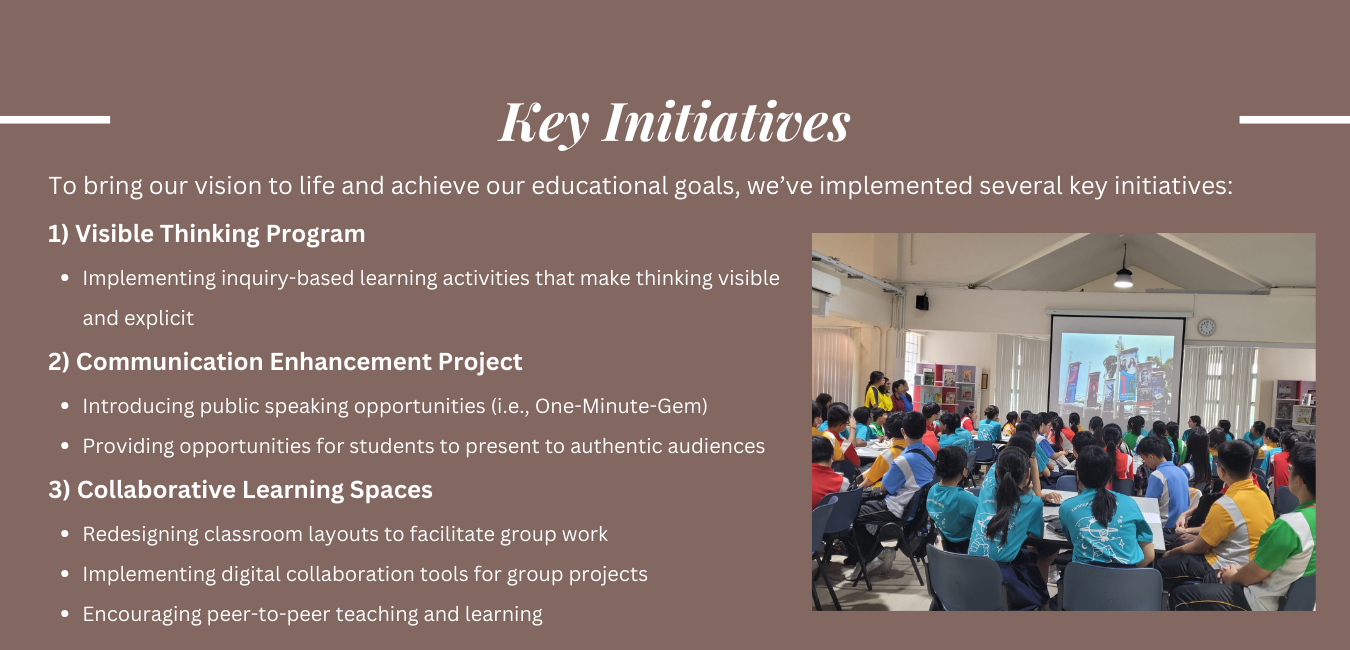 Key Initiatives
To bring our vision to life and achieve our educational goals, we’ve implemented several key initiatives:
1) Visible Thinking Program
• Implementing inquiry-based learning activities that make thinking visible
and explicit
2) Communication Enhancement Project
• Introducing public speaking opportunities (i.e., One-Minute-Gem)
• Providing opportunities for students to present to authentic audiences
3) Collaborative Learning Spaces
• Redesigning classroom layouts to facilitate group work
• Implementing digital collaboration tools for group projects
• Encouraging peer-to-peer teaching and learning